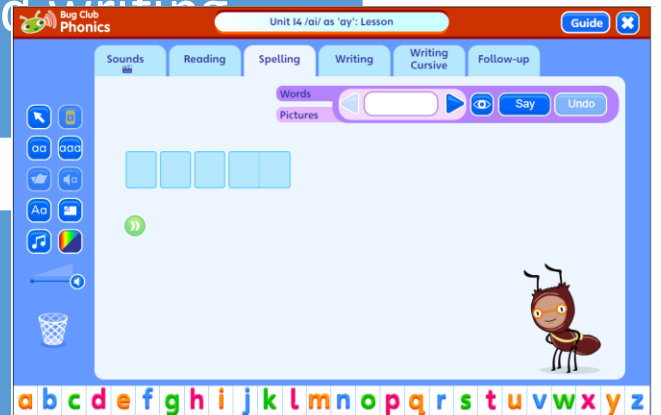 d writing
Bug Club
Phonics
Unit 14 /ai/ as 'ay': Lesson
Guide
Sounds
Reading
Spelling
Writing
Writing
Cursive
Follow-up
Words
Pictures
Say
Undo
aa
aaa
a
Aa
a b c d e f g h i j k l m n o p q r s t u v w x y z